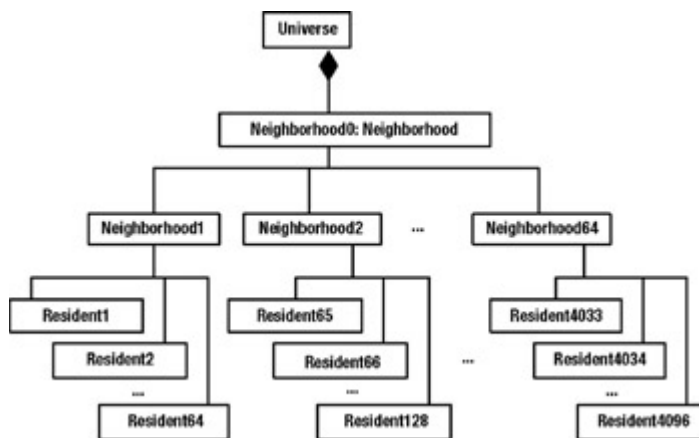 Universe
Neighborhood0: Neighborhood
Neighborhood1
Neighborhood2
...
Neighborhood64
Resident1
Resident65
Resident4033
Resident2
Resident66
...
Resident4034
...
...
...
Resident64
Resident128
Resident4096